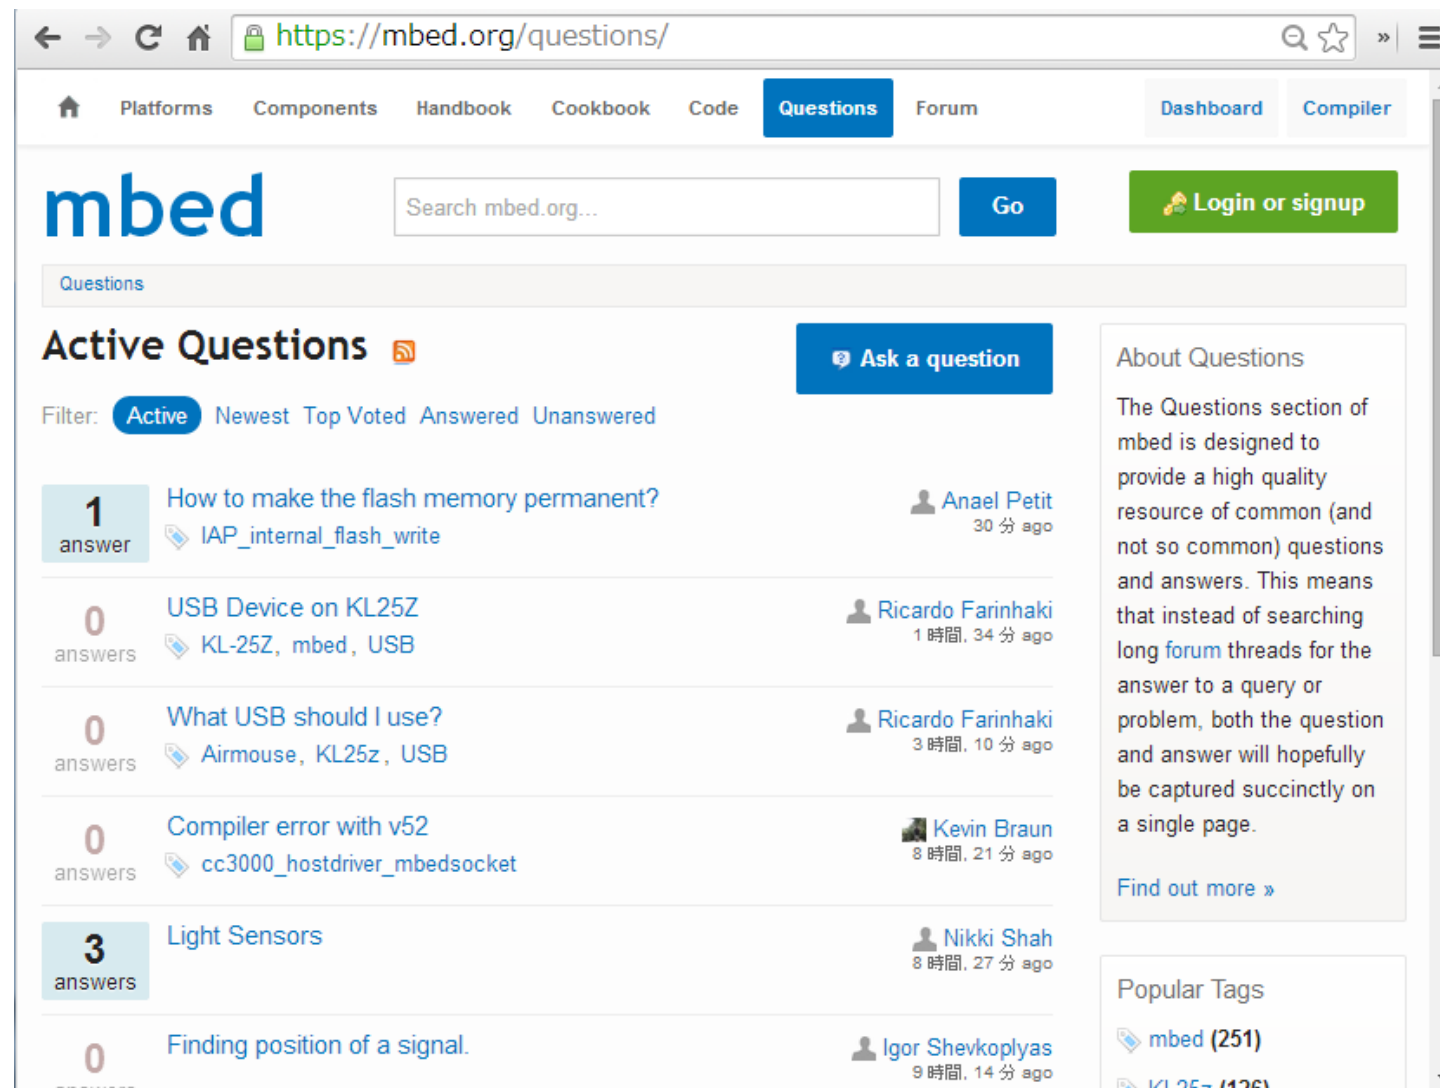 https://mbed.org/questions/
»
Platforms Components Handbook Cookbook Code Questions Forum Dashboard Compiler
mbed
Search mbed.org...
Go
Login or signup
Questions
Active Questions
Ask a question
Filter: Active Newest Top Voted Answered Unanswered
1
answer
How to make the flash memory permanent?
IAP_internal_flash_write
Anael Petit
30 分 ago
0
answers
USB Device on KL25Z
KL-25Z, mbed, USB
Ricardo Farinhaki
1 時間, 34 分 ago
0
answers
What USB should I use?
Airmouse, KL25z, USB
Ricardo Farinhaki
3 時間, 10 分 ago
0
answers
Compiler error with v52
cc3000_hostdriver_mbedsocket
Kevin Braun
8 時間, 21 分 ago
3
answers
Light Sensors
Nikki Shah
8 時間, 27 分 ago
0
answers
Finding position of a signal.
Igor Shevkoplyas
9 時間, 14 分 ago
About Questions
The Questions section of
mbed is designed to
provide a high quality
resource of common (and
not so common) questions
and answers. This means
that instead of searching
long forum threads for the
answer to a query or
problem, both the question
and answer will hopefully
be captured succinctly on
a single page.
Find out more »
Popular Tags
mbed (251)
KL25z (126)